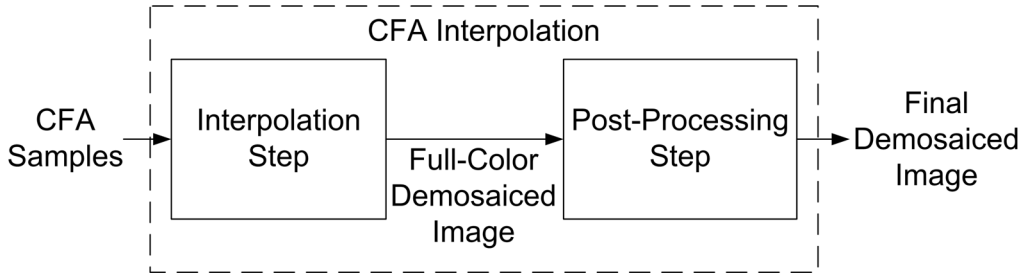 CFA Interpolation
CFA
Samples
Interpolation
Step
Full-Color
Demosaiced
Image
Post-Processing
Step
Final
Demosaiced
Image